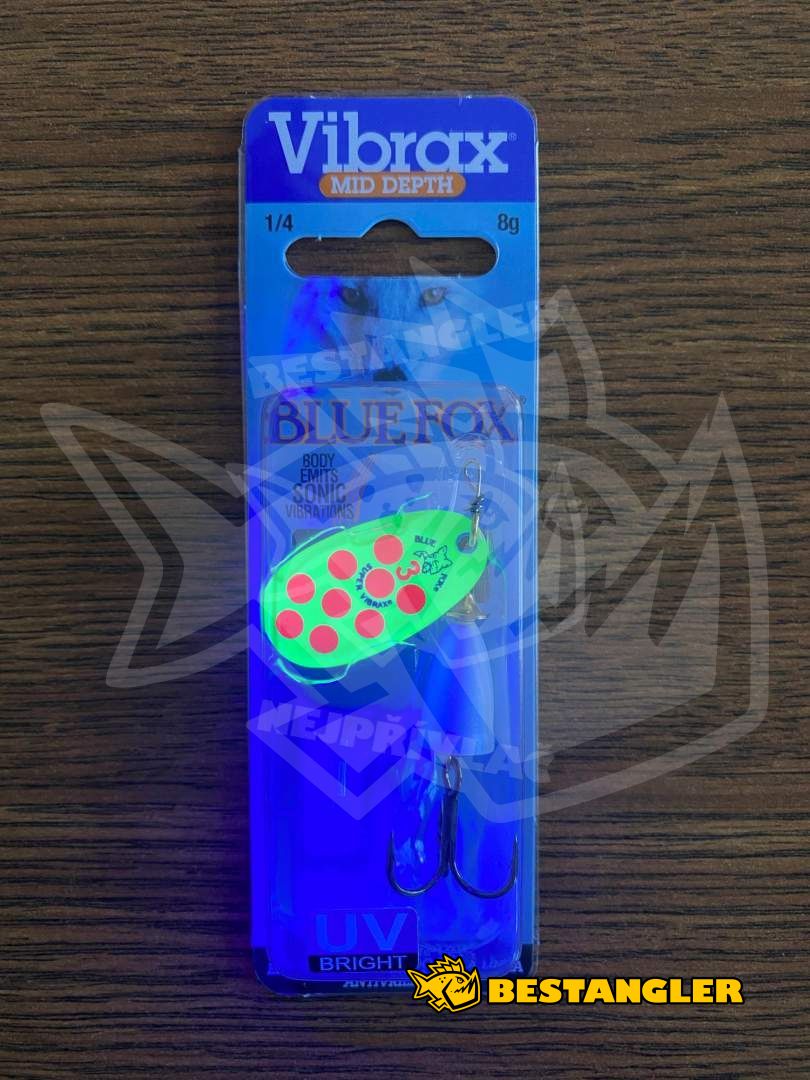 Vibrax®
MID DEPTH
1/4 8g
BESTANGLER
BLUE FOX®
BODY
EMITS
SONIC
VIBRATIONS
BLUE
FOX®
3
SUPER VIBRAX®
UV
BRIGHT
BESTANGLER